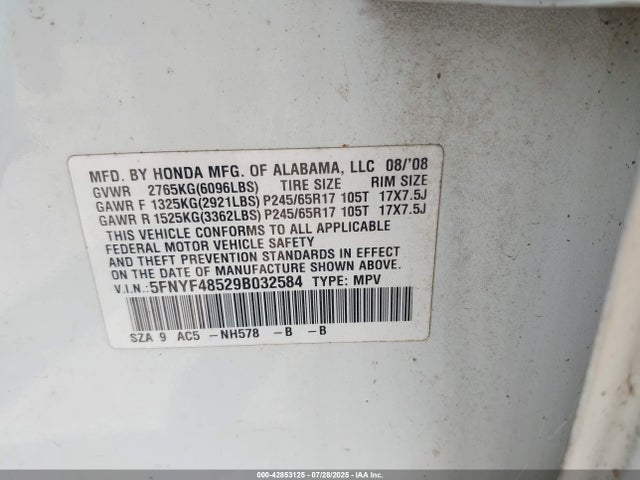 MFD. BY HONDA MFG. OF ALABAMA, LLC 08/'08
GVWR 2765KG(6096LBS) TIRE SIZE RIM SIZE
GAWR F 1325KG(2921LBS) P245/65R17 105T 17X7.5J
GAWR R 1525KG(3362LBS) P245/65R17 105T 17X7.5J
THIS VEHICLE CONFORMS TO ALL APPLICABLE
FEDERAL MOTOR VEHICLE SAFETY
AND THEFT PREVENTION STANDARDS IN EFFECT
ON THE DATE OF MANUFACTURE SHOWN ABOVE.
V.I.N.: 5FNYF48529B032584 TYPE: MPV
SZA 9 AC5 -NH578 -B -B
000-42853125 - 07/28/2025 - IAA Inc.